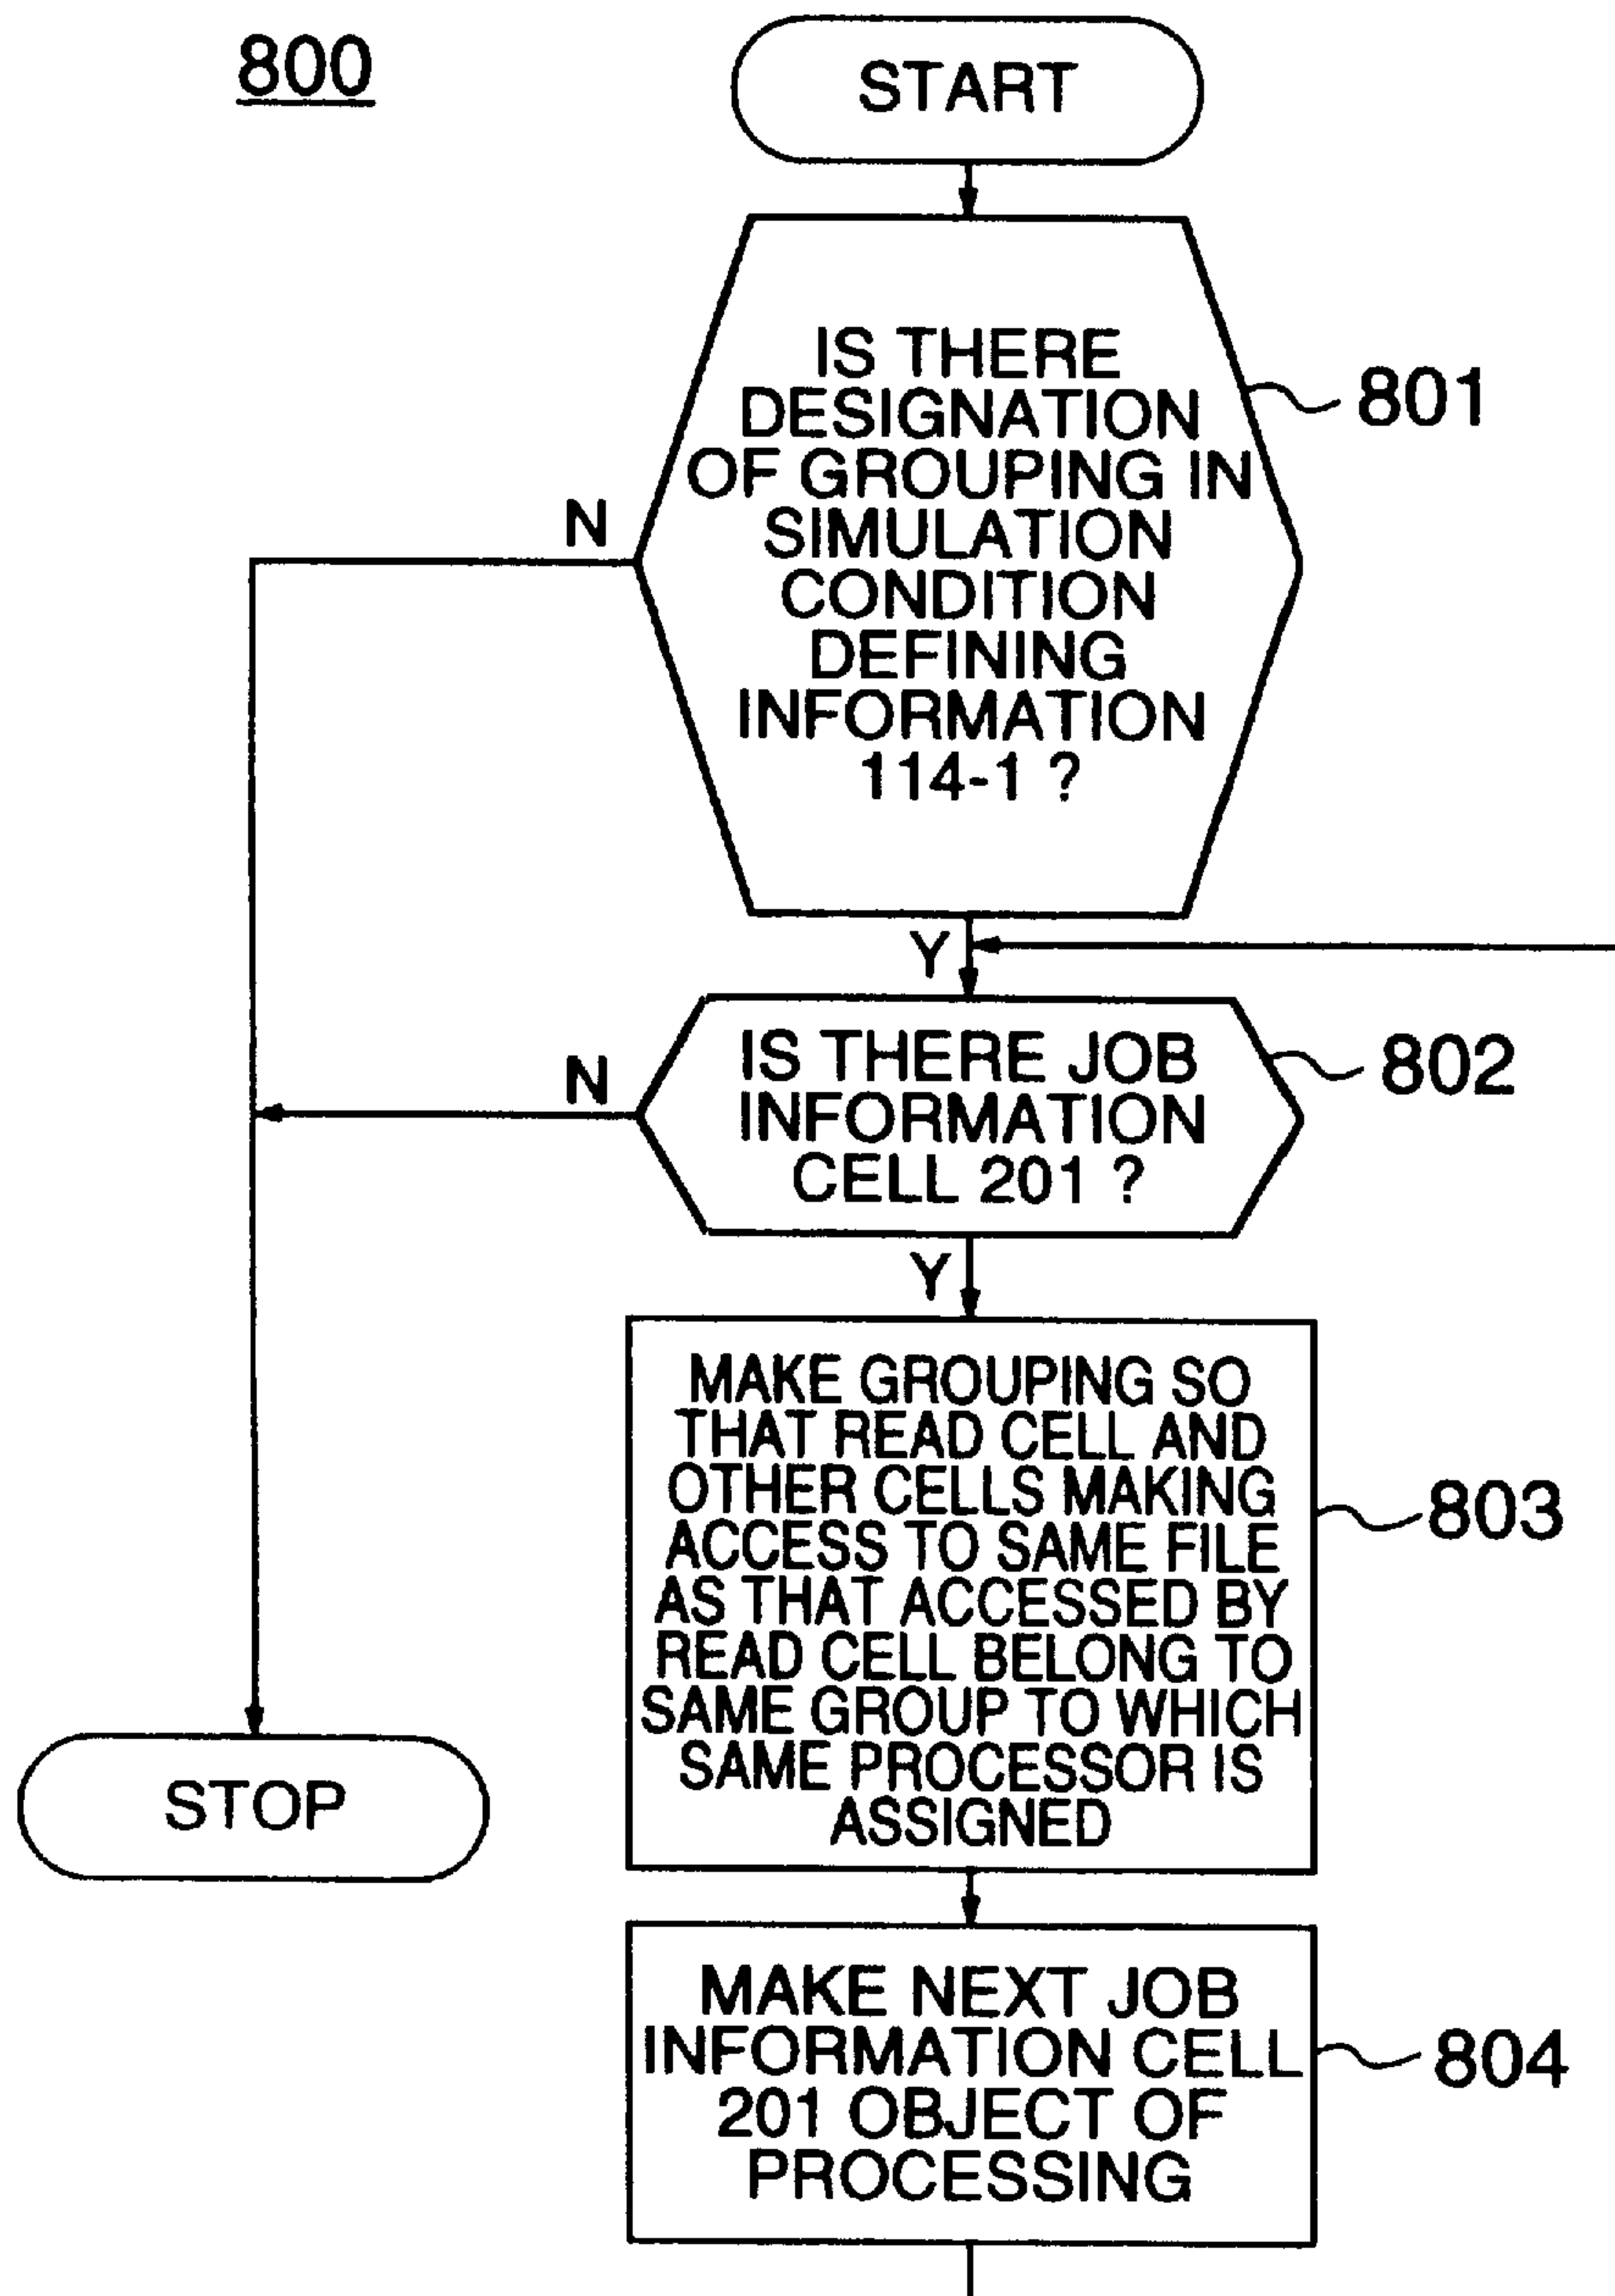 800
START
IS THERE
DESIGNATION
OF GROUPING IN
SIMULATION
CONDITION
DEFINING
INFORMATION
114-1 ?
801
N
Y
IS THERE JOB
INFORMATION
CELL 201 ?
802
N
Y
MAKE GROUPING SO
THAT READ CELL AND
OTHER CELLS MAKING
ACCESS TO SAME FILE
AS THAT ACCESSED BY
READ CELL BELONG TO
SAME GROUP TO WHICH
SAME PROCESSOR IS
ASSIGNED
803
STOP
MAKE NEXT JOB
INFORMATION CELL
201 OBJECT OF
PROCESSING
804